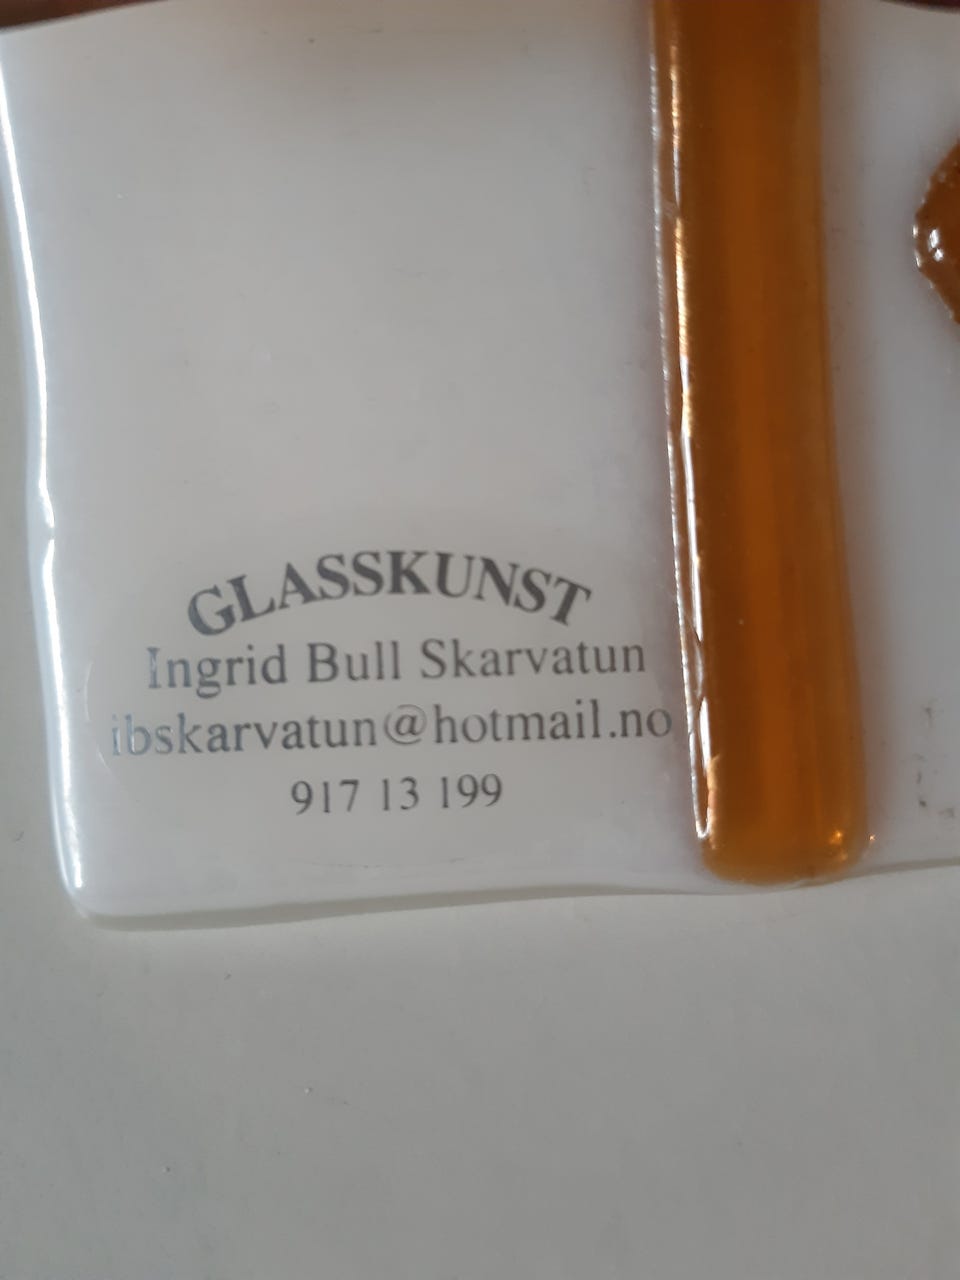 GLASSKUNST
Ingrid Bull Skarvatun
ibskarvatun@hotmail.no
917 13 199